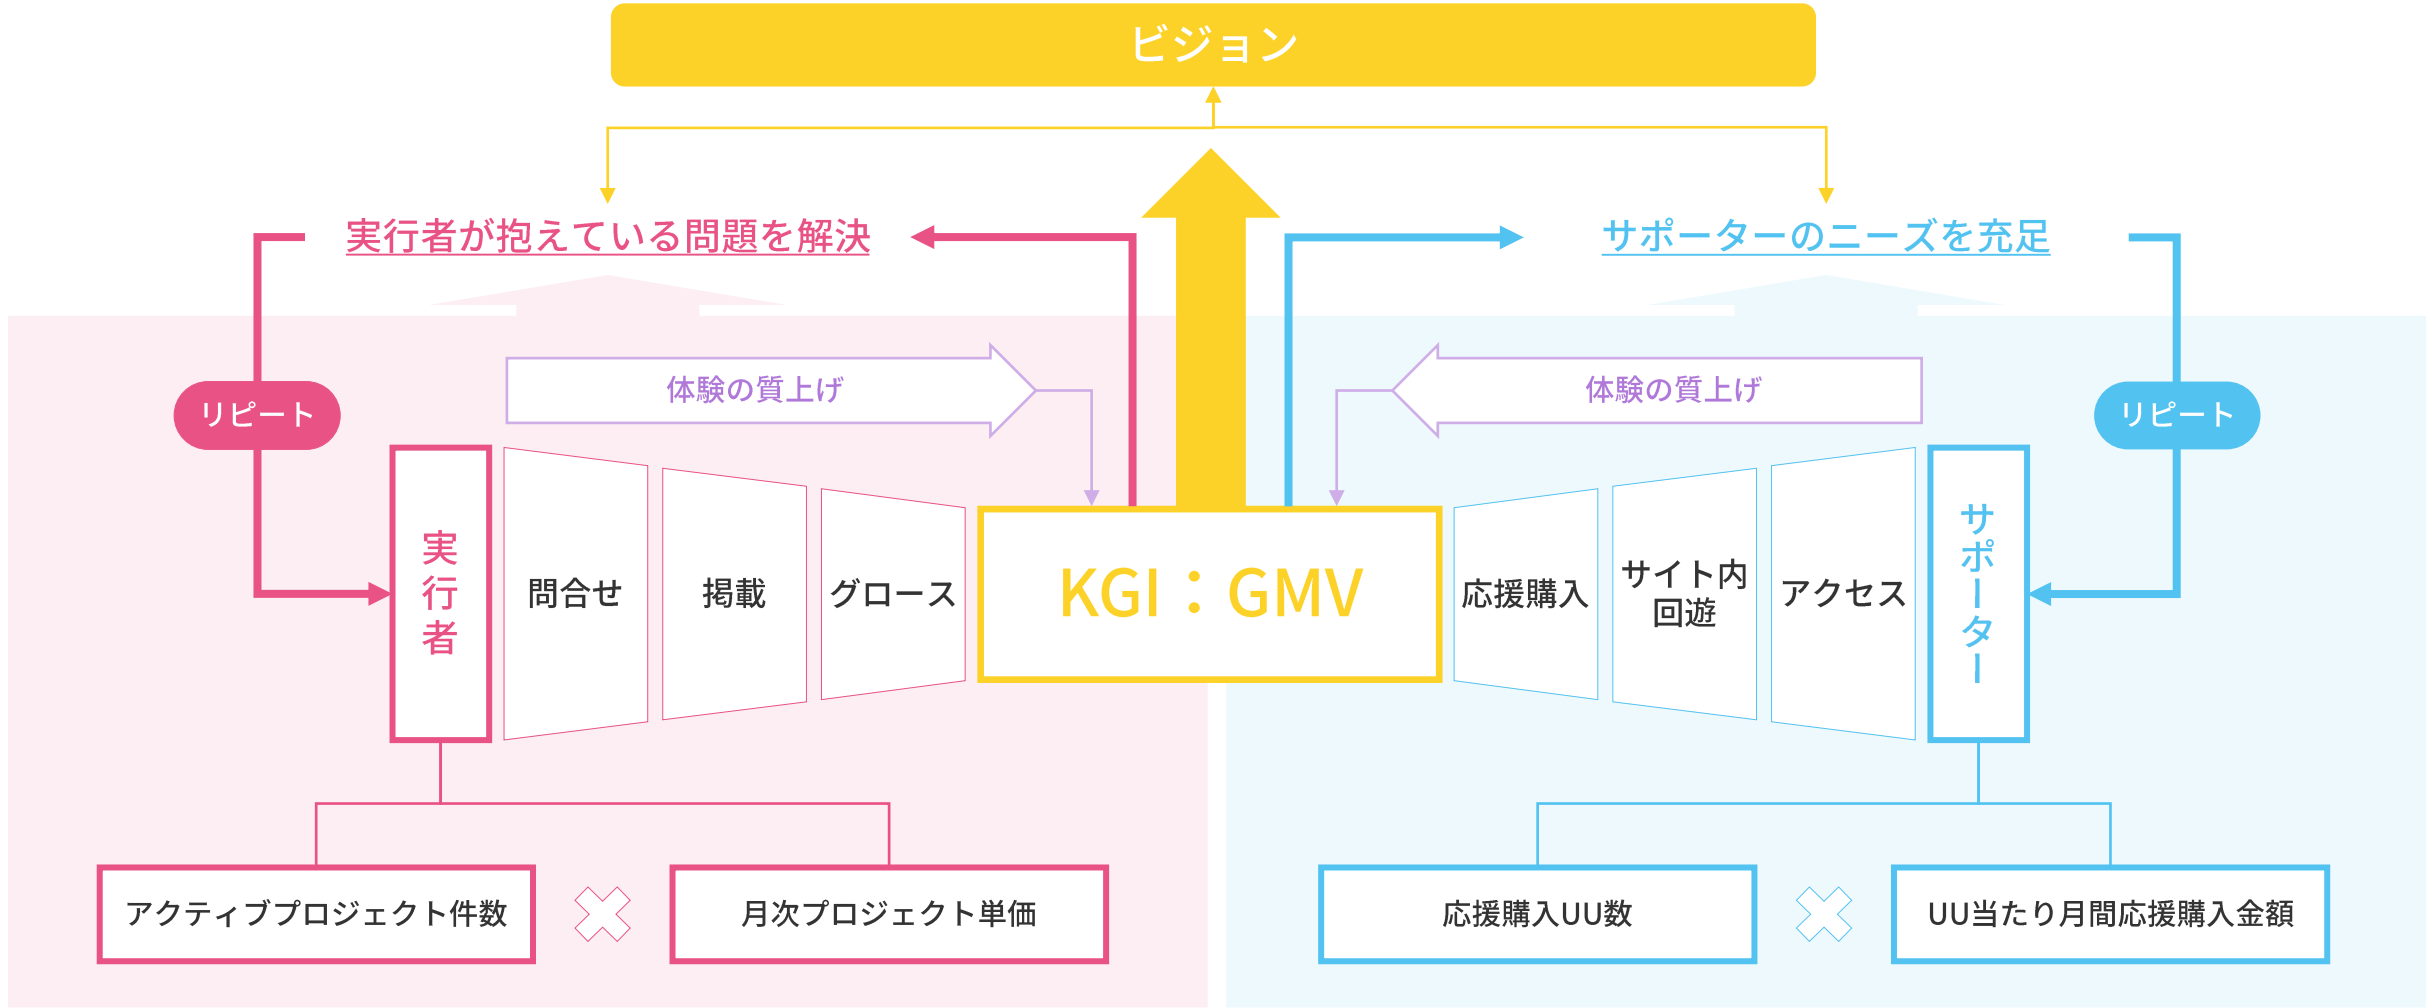 ビジョン
実行者が抱えている問題を解決
サポーターのニーズを充足
体験の質上げ
体験の質上げ
リピート
リピート
実行者
問合せ
掲載
グロース
KGI：GMV
応援購入
サイト内
回遊
アクセス
サポーター
アクティブプロジェクト件数
月次プロジェクト単価
応援購入UU数
UU当たり月間応援購入金額